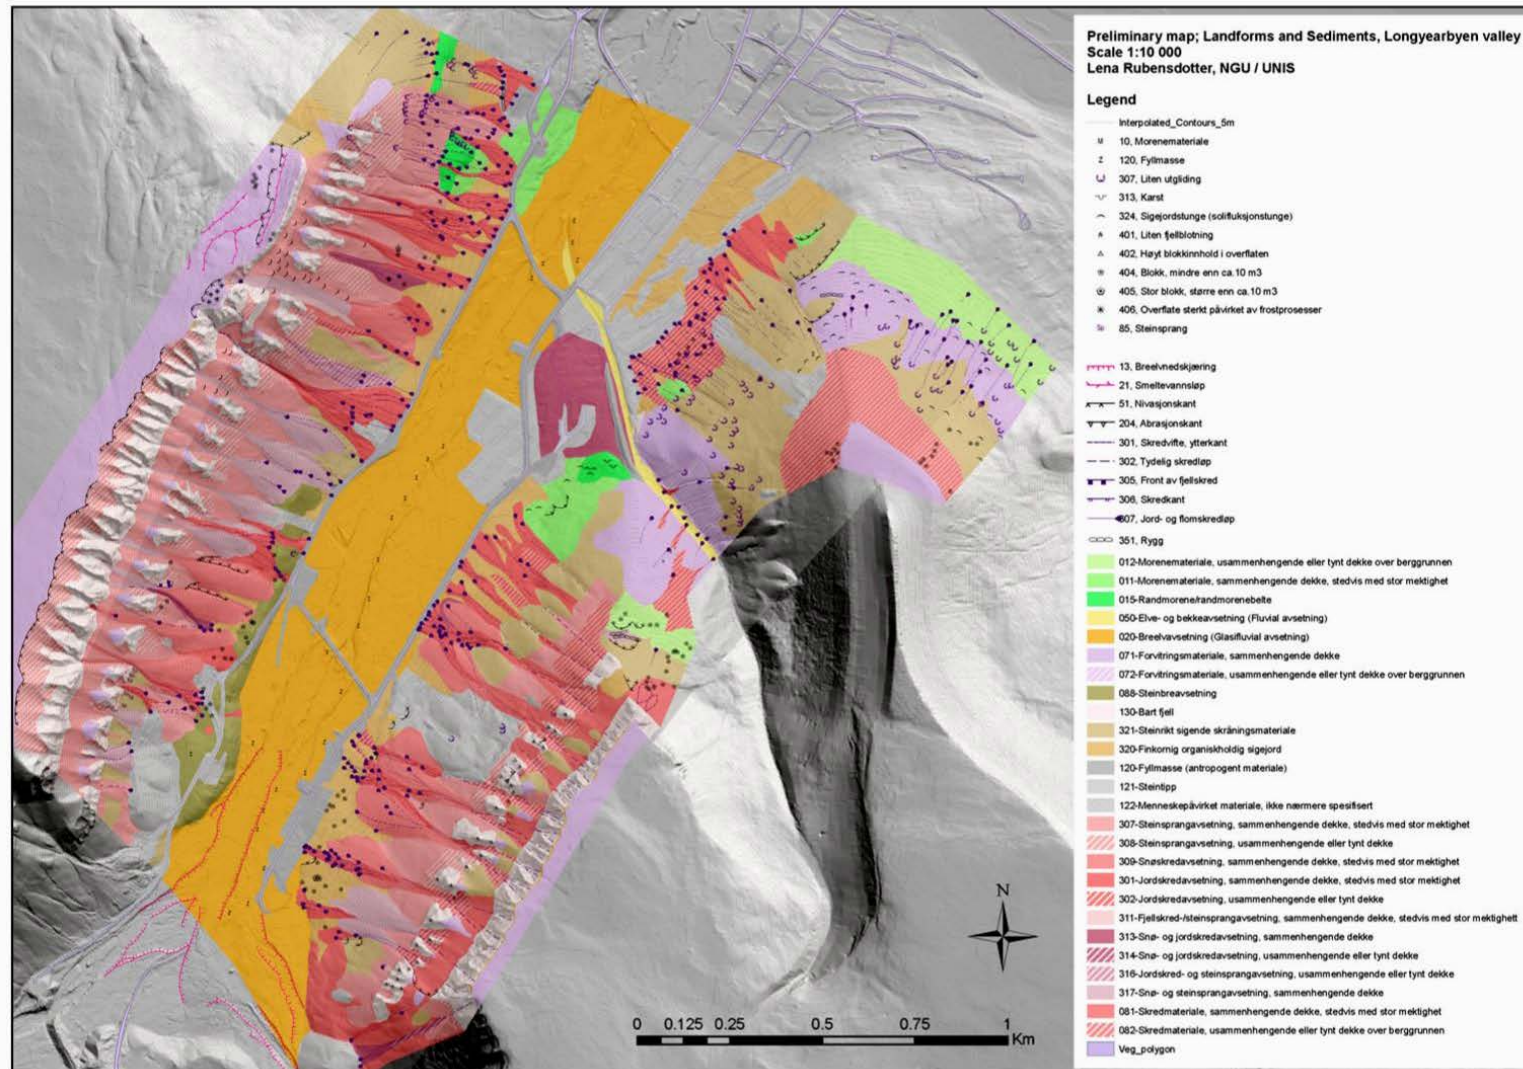 Preliminary map; Landforms and Sediments, Longyearbyen valley
Scale 1:10 000
Lena Rubensdotter, NGU / UNIS
Legend
Interpolated_Contours_5m
10, Morenemateriale
120, Fyllmasse
307, Liten utgliding
313, Karst
324, Sigejordstunge (solifluksjonstunge)
401, Liten fjellblotning
402, Høyt blokkinnhold i overflaten
404, Blokk, mindre enn ca.10 m3
405, Stor blokk, større enn ca.10 m3
406, Overflate sterkt påvirket av frostprosesser
85, Steinsprang
13, Breelvnedskjæring
21, Smeltevannsløp
51, Nivasjonskant
204, Abrasjonskant
301, Skredvifte, ytterkant
302, Tydelig skredløp
305, Front av fjellskred
306, Skredkant
307, Jord- og flomskredløp
351, Rygg
012-Morenemateriale, usammenhengende eller tynt dekke over berggrunnen
011-Morenemateriale, sammenhengende dekke, stedvis med stor mektighet
015-Randmorene/randmorenebelte
050-Elve- og bekkeavsetning (Fluvial avsetning)
020-Breelvavsetning (Glasifluvial avsetning)
071-Forvitringsmateriale, sammenhengende dekke
072-Forvitringsmateriale, usammenhengende eller tynt dekke over berggrunnen
088-Steinbreavsetning
130-Bart fjell
321-Steinrikt sigende skråningsmateriale
320-Finkornig organiskholdig sigejord
120-Fyllmasse (antropogent materiale)
121-Steintipp
122-Menneskepåvirket materiale, ikke nærmere spesifisert
307-Steinsprangavsetning, sammenhengende dekke, stedvis med stor mektighet
308-Steinsprangavsetning, usammenhengende eller tynt dekke
309-Snøskredavsetning, sammenhengende dekke, stedvis med stor mektighet
301-Jordskredavsetning, sammenhengende dekke, stedvis med stor mektighet
302-Jordskredavsetning, usammenhengende eller tynt dekke
311-Fjellskred-/steinsprangavsetning, sammenhengende dekke, stedvis med stor mektighett
313-Snø- og jordskredavsetning, sammenhengende dekke
314-Snø- og jordskredavsetning, usammenhengende eller tynt dekke
316-Jordskred- og steinsprangavsetning, usammenhengende eller tynt dekke
317-Snø- og steinsprangavsetning, sammenhengende dekke
081-Skredmateriale, sammenhengende dekke, stedvis med stor mektighet
082-Skredmateriale, usammenhengende eller tynt dekke over berggrunnen
Veg_polygon
N
0 0.125 0.25 0.5 0.75 1
Km